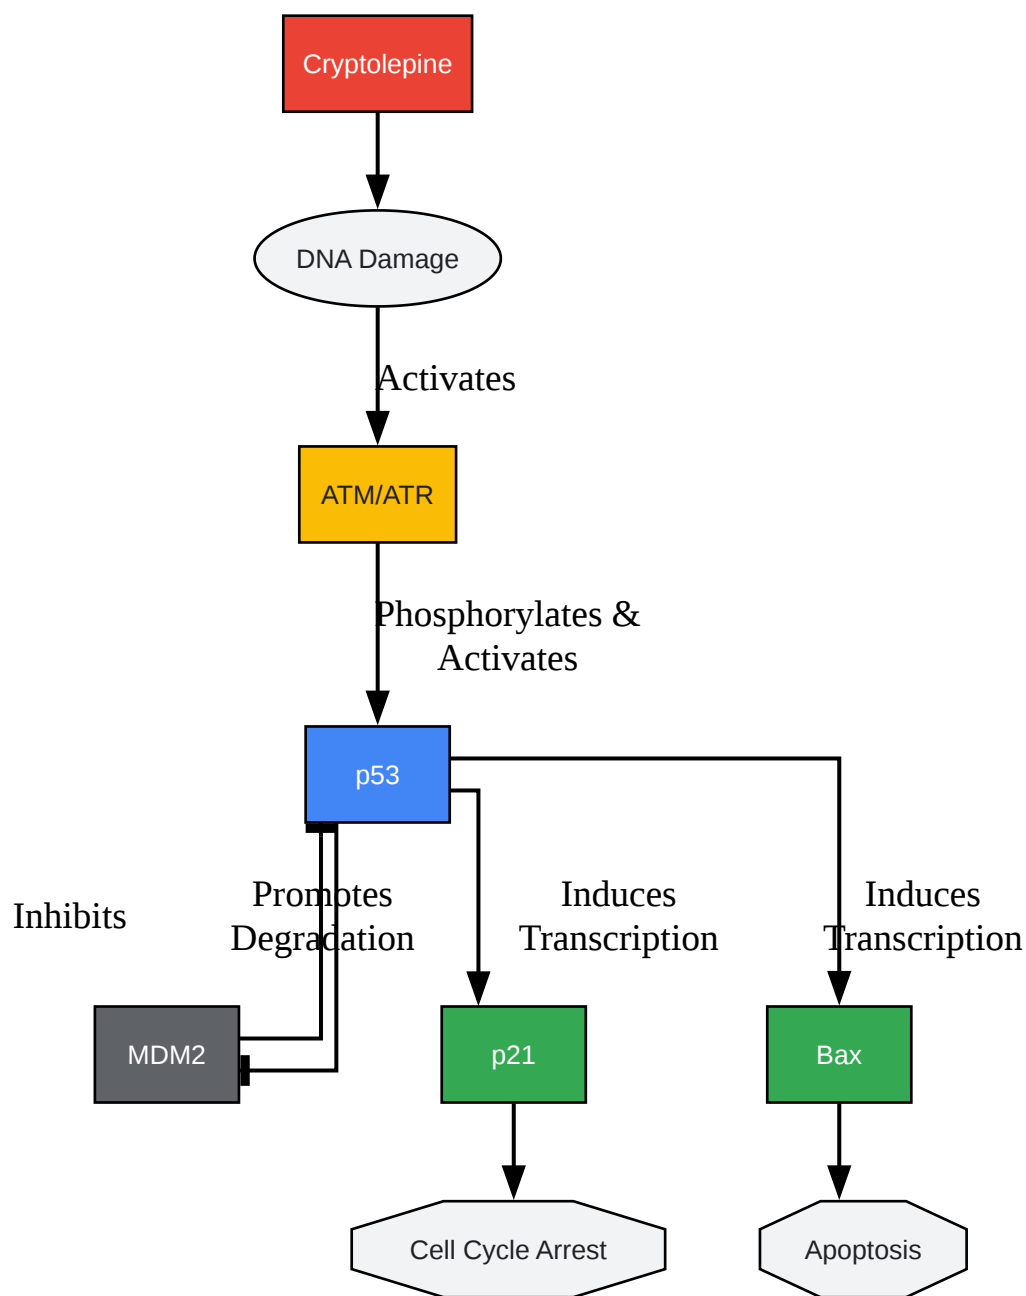 Cryptolepine
DNA Damage
Activates
ATM/ATR
Phosphorylates &
Activates
p53
Inhibits
Promotes
Degradation
Induces
Transcription
Induces
Transcription
MDM2
p21
Bax
Cell Cycle Arrest
Apoptosis